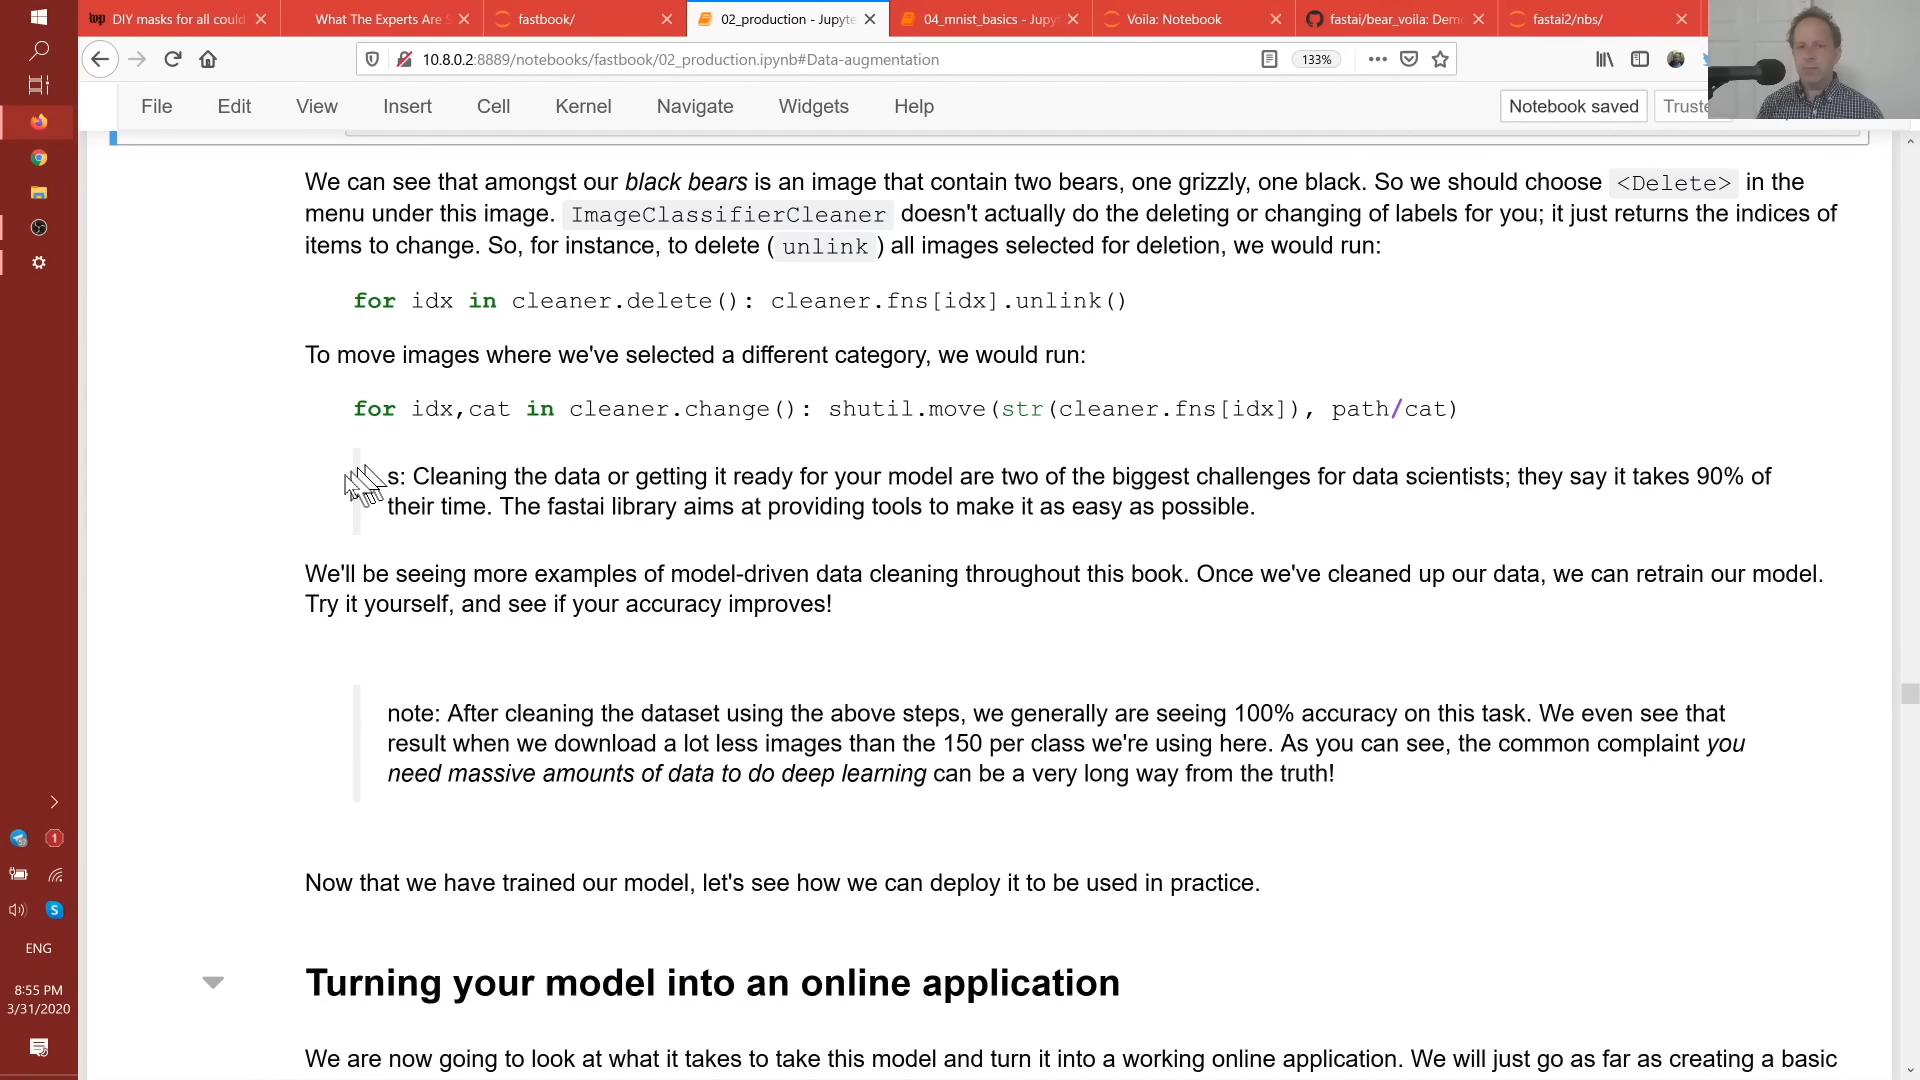 DIY masks for all could
What The Experts Are S
fastbook/
02_production - Jupyte
04_mnist_basics - Jupy
Voila: Notebook
fastai/bear_voila: Dem
fastai2/nbs/
10.8.0.2:8889/notebooks/fastbook/02_production.ipynb#Data-augmentation
133%
File Edit View Insert Cell Kernel Navigate Widgets Help
Notebook saved
Truste
We can see that amongst our black bears is an image that contain two bears, one grizzly, one black. So we should choose <Delete> in the
menu under this image. ImageClassifierCleaner doesn't actually do the deleting or changing of labels for you; it just returns the indices of
items to change. So, for instance, to delete (unlink) all images selected for deletion, we would run:
for idx in cleaner.delete(): cleaner.fns[idx].unlink()
To move images where we've selected a different category, we would run:
for idx,cat in cleaner.change(): shutil.move(str(cleaner.fns[idx]), path/cat)
s: Cleaning the data or getting it ready for your model are two of the biggest challenges for data scientists; they say it takes 90% of
their time. The fastai library aims at providing tools to make it as easy as possible.
We'll be seeing more examples of model-driven data cleaning throughout this book. Once we've cleaned up our data, we can retrain our model.
Try it yourself, and see if your accuracy improves!
note: After cleaning the dataset using the above steps, we generally are seeing 100% accuracy on this task. We even see that
result when we download a lot less images than the 150 per class we're using here. As you can see, the common complaint you
need massive amounts of data to do deep learning can be a very long way from the truth!
Now that we have trained our model, let's see how we can deploy it to be used in practice.
Turning your model into an online application
We are now going to look at what it takes to take this model and turn it into a working online application. We will just go as far as creating a basic
1
ENG
8:55 PM
3/31/2020